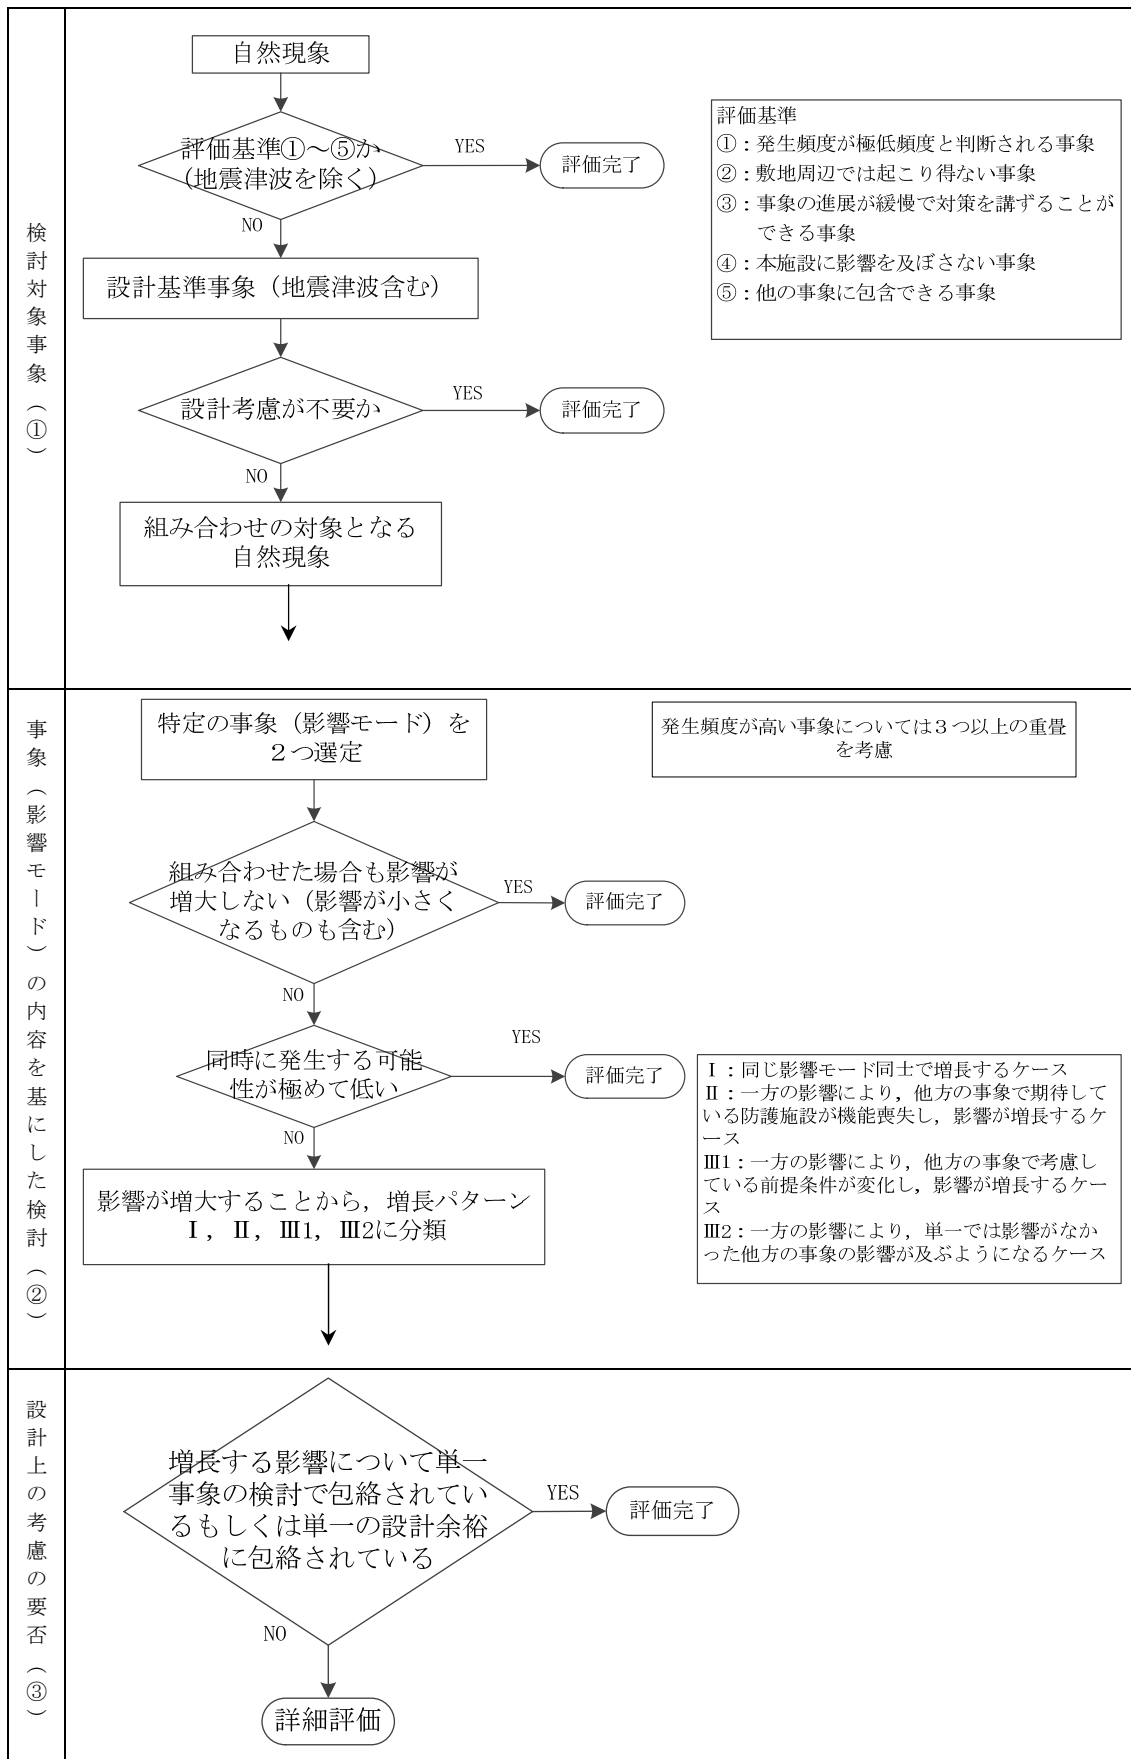 検討対象事象（①）
自然現象
評価基準①～⑤か
（地震津波を除く）
YES
評価完了
NO
設計基準事象（地震津波含む）
設計考慮が不要か
YES
評価完了
NO
組み合わせの対象となる
自然現象
評価基準
①：発生頻度が極低頻度と判断される事象
②：敷地周辺では起こり得ない事象
③：事象の進展が緩慢で対策を講ずることが
できる事象
④：本施設に影響を及ぼさない事象
⑤：他の事象に包含できる事象
事象（影響モード）の内容を基にした検討（②）
特定の事象（影響モード）を
２つ選定
発生頻度が高い事象については３つ以上の重畳
を考慮
組み合わせた場合も影響が
増大しない（影響が小さく
なるものも含む）
YES
評価完了
NO
同時に発生する可能
性が極めて低い
YES
評価完了
NO
影響が増大することから，増長パターン
Ⅰ，Ⅱ，Ⅲ1，Ⅲ2に分類
Ⅰ：同じ影響モード同士で増長するケース
Ⅱ：一方の影響により，他方の事象で期待して
いる防護施設が機能喪失し，影響が増長するケ
ース
Ⅲ1：一方の影響により，他方の事象で考慮し
ている前提条件が変化し，影響が増長するケー
ス
Ⅲ2：一方の影響により，単一では影響がなか
った他方の事象の影響が及ぶようになるケース
設計上の考慮の要否（③）
増長する影響について単一
事象の検討で包絡されてい
るもしくは単一の設計余裕
に包絡されている
YES
評価完了
NO
詳細評価